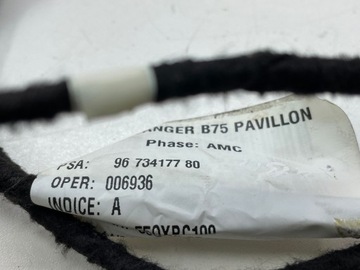 ANGER B75 PAVILLON
Phase: AMC
PSA: 96 734177 80
OPER: 006936
INDICE: A